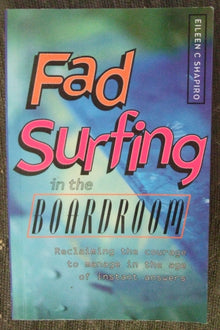 EILEEN C SHAPIRO
Fad
Surfing
in the
BOARDROOM
Reclaiming the courage
to manage in the age
of instant answers